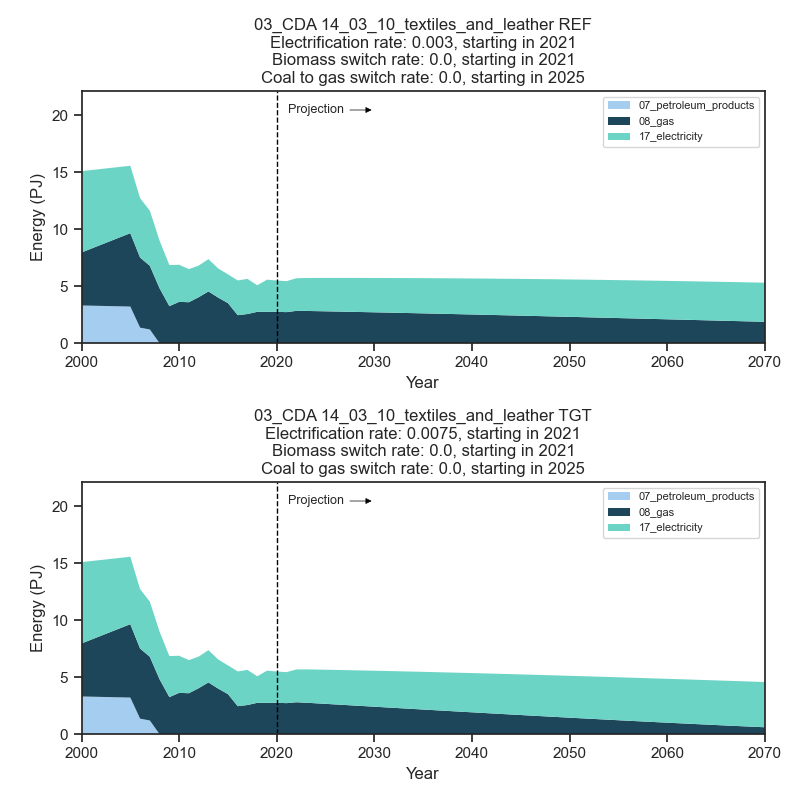 03_CDA 14_03_10_textiles_and_leather REF
Electrification rate: 0.003, starting in 2021
Biomass switch rate: 0.0, starting in 2021
Coal to gas switch rate: 0.0, starting in 2025
Projection
07_petroleum_products
08_gas
17_electricity
Energy (PJ)
20
15
10
5
0
2000 2010 2020 2030 2040 2050 2060 2070
Year
03_CDA 14_03_10_textiles_and_leather TGT
Electrification rate: 0.0075, starting in 2021
Biomass switch rate: 0.0, starting in 2021
Coal to gas switch rate: 0.0, starting in 2025
Projection
07_petroleum_products
08_gas
17_electricity
Energy (PJ)
20
15
10
5
0
2000 2010 2020 2030 2040 2050 2060 2070
Year